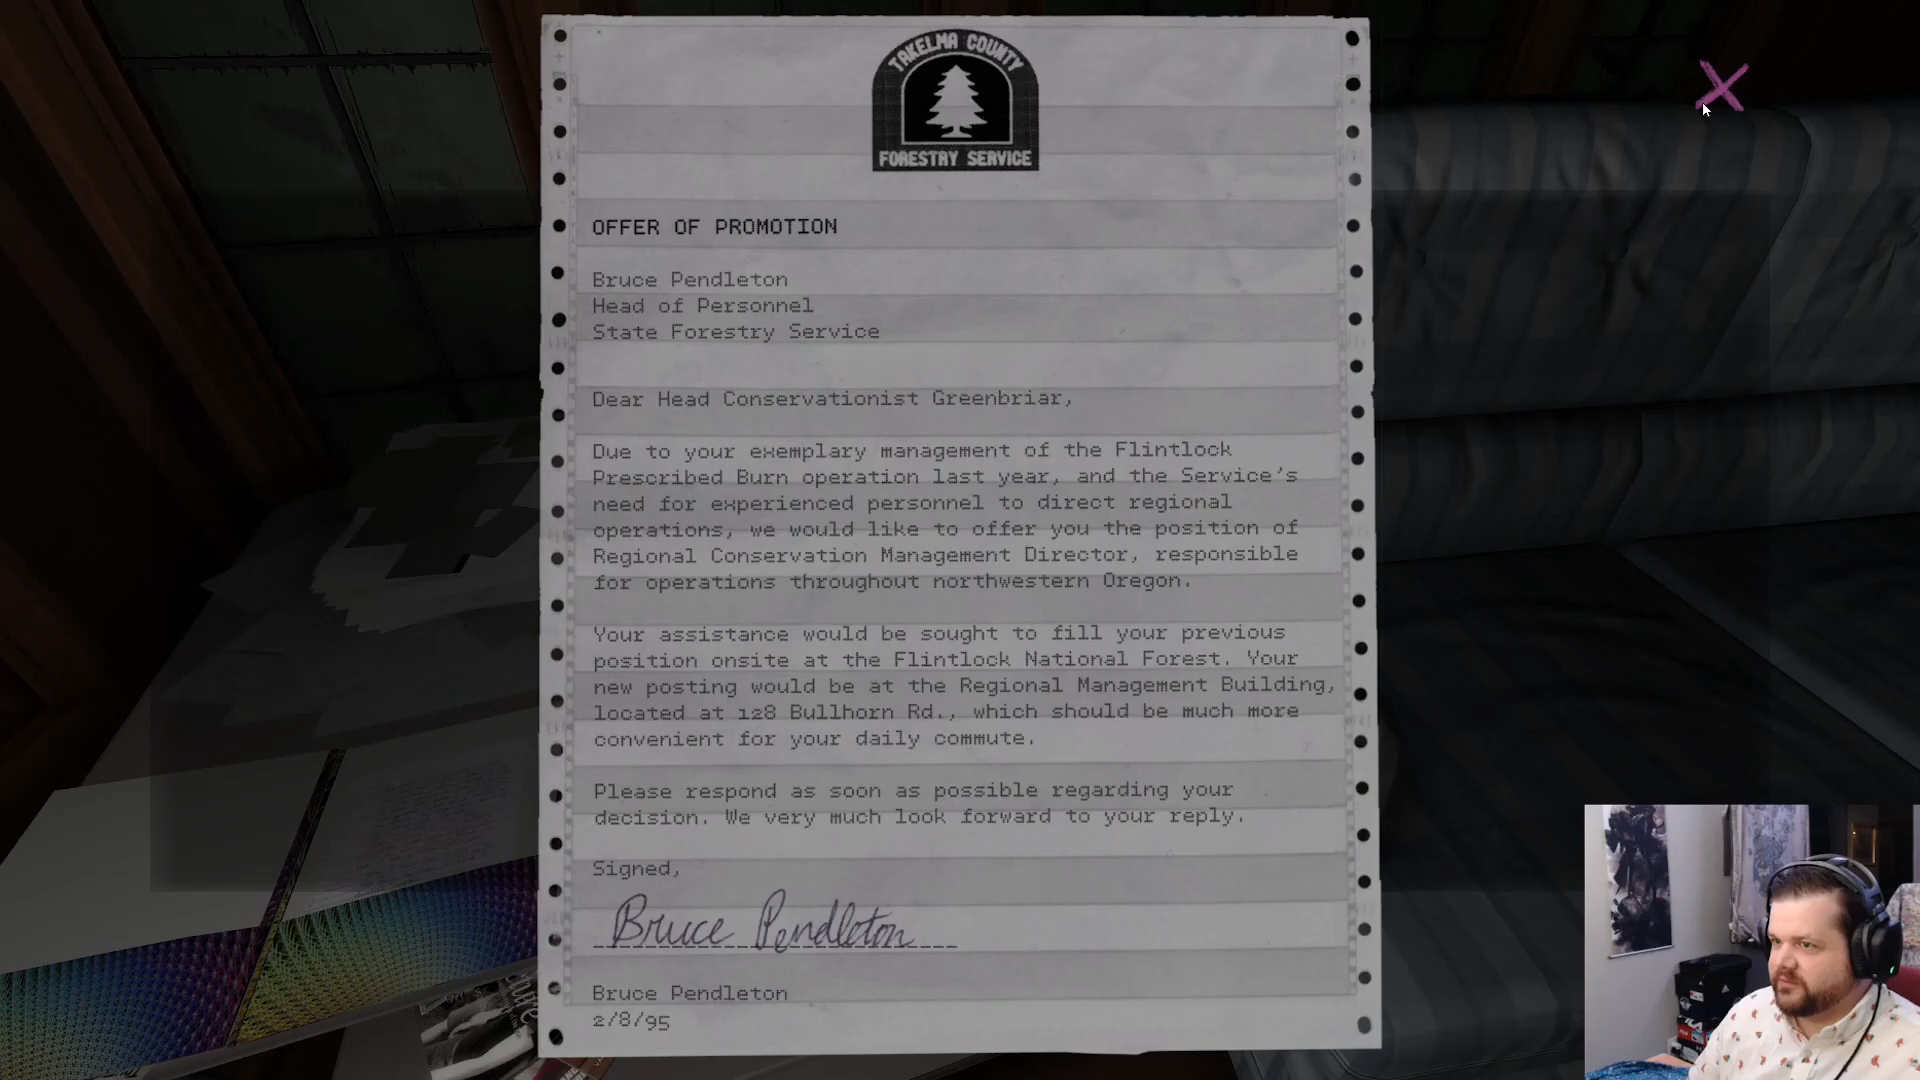 TAKELMA COUNTY
FORESTRY SERVICE
OFFER OF PROMOTION
Bruce Pendleton
Head of Personnel
State Forestry Service
Dear Head Conservationist Greenbriar,
Due to your exemplary management of the Flintlock
Prescribed Burn operation last year, and the Service's
need for experienced personnel to direct regional
operations, we would like to offer you the position of
Regional Conservation Management Director, responsible
for operations throughout northwestern Oregon.
Your assistance would be sought to fill your previous
position onsite at the Flintlock National Forest. Your
new posting would be at the Regional Management Building,
located at 128 Bullhorn Rd., which should be much more
convenient for your daily commute.
Please respond as soon as possible regarding your
decision. We very much look forward to your reply.
Signed,
Bruce Pendleton
Bruce Pendleton
2/8/95